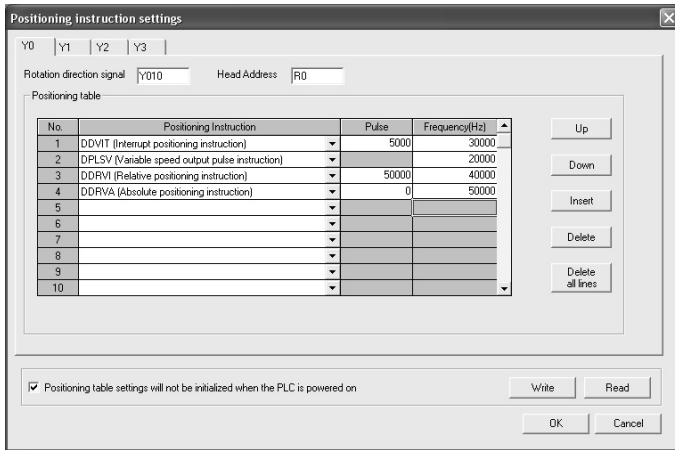 Positioning instruction settings
Y0 Y1 Y2 Y3
Rotation direction signal Y010 Head Address R0
Positioning table
No. Positioning Instruction Pulse Frequency(Hz)
1 DDVIT (Interrupt positioning instruction) 5000 30000
2 DPLSV (Variable speed output pulse instruction) 20000
3 DDRVI (Relative positioning instruction) 50000 40000
4 DDRVA (Absolute positioning instruction) 0 50000
5
6
7
8
9
10
Up
Down
Insert
Delete
Delete
all lines
Positioning table settings will not be initialized when the PLC is powered on
Write Read
OK Cancel